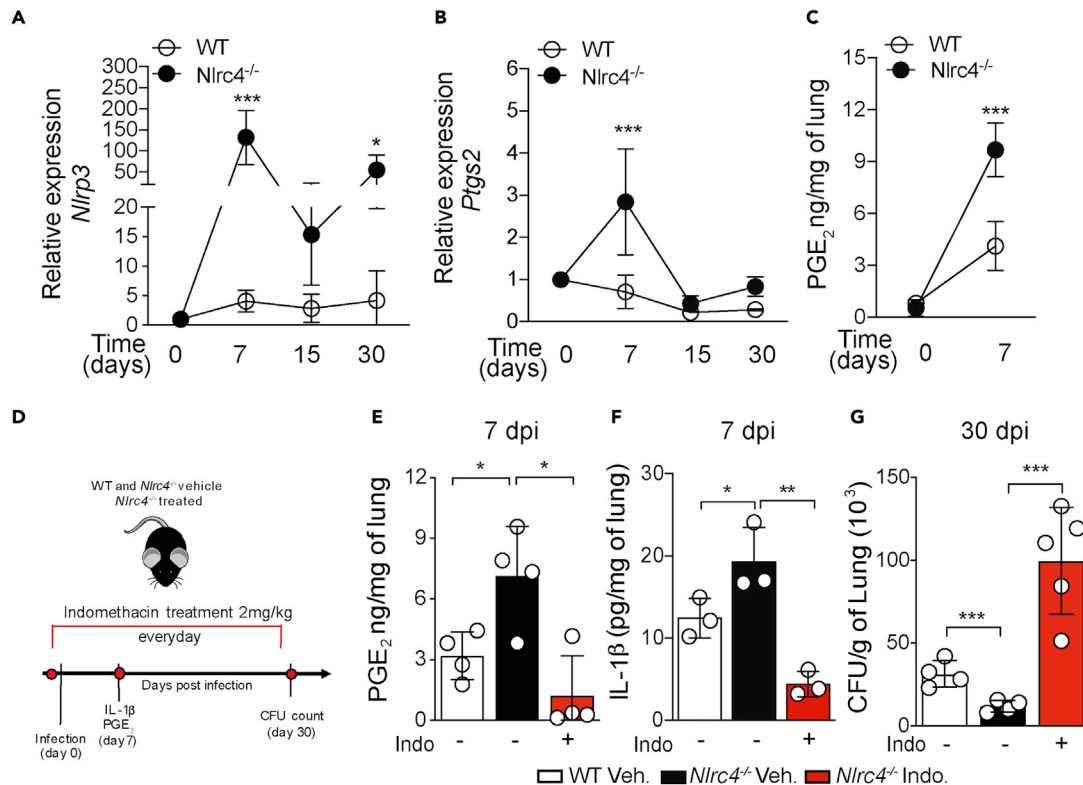 A
WT
Nlrc4-/-
Relative expression
Nlrp3
300
250
200
150
100
50
20
15
10
5
0
***
*
Time
(days)
0 7 15 30
B
WT
Nlrc4-/-
Relative expression
Ptgs2
6
5
4
3
2
1
0
***
Time
(days)
0 7 15 30
C
WT
Nlrc4-/-
PGE2 ng/mg of lung
12
9
6
3
0
***
Time
(days)
0 7
D
WT and Nlrc4-/- vehicle
Nlrc4-/- treated
Indomethacin treatment 2mg/kg
everyday
Days post infection
Infection
(day 0)
IL-1β
PGE2
(day7)
CFU count
(day 30)
E
7 dpi
PGE2 ng/mg of lung
12
9
6
3
0
* *
Indo - - +
F
7 dpi
IL-1β (pg/mg of lung)
30
20
10
0
* **
- - +
G
30 dpi
CFU/g of Lung (10³)
150
100
50
0
***
***
Indo - - +
WT Veh. Nlrc4-/- Veh. Nlrc4-/- Indo.